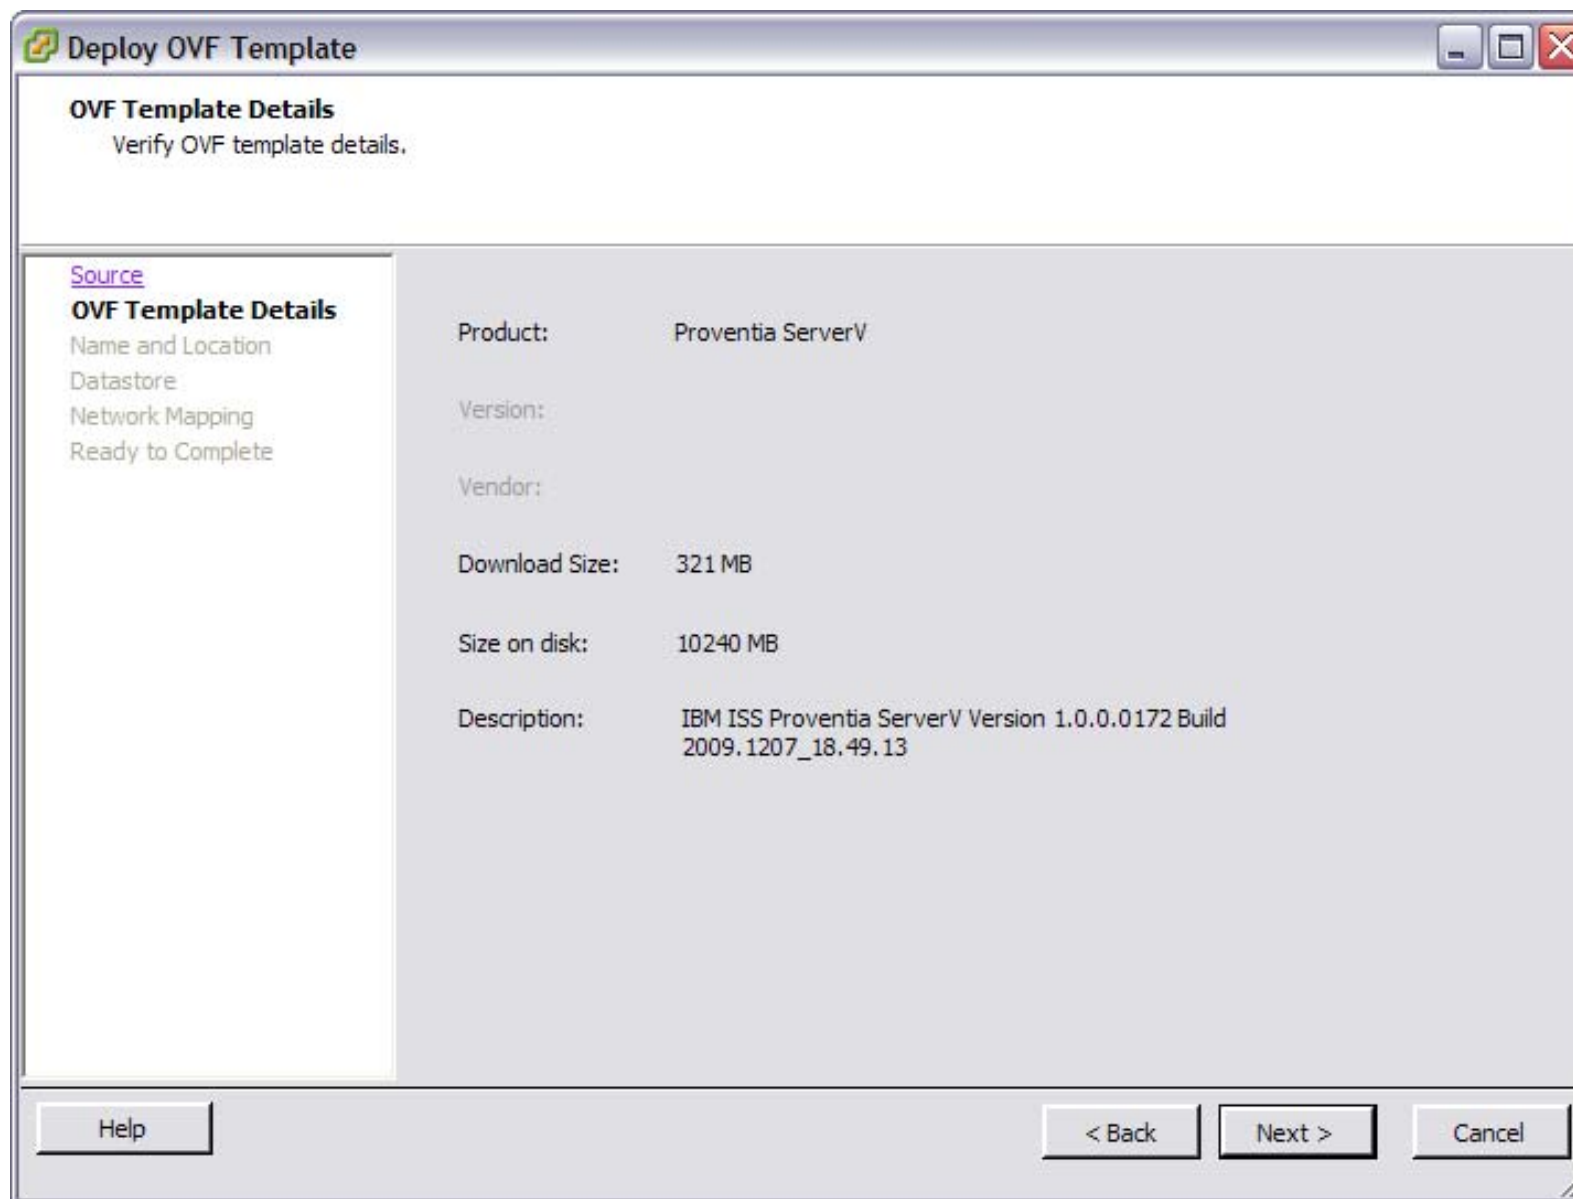 Deploy OVF Template
OVF Template Details
Verify OVF template details.
Source
OVF Template Details
Name and Location
Datastore
Network Mapping
Ready to Complete
Product: Proventia ServerV
Version:
Vendor:
Download Size: 321 MB
Size on disk: 10240 MB
Description: IBM ISS Proventia ServerV Version 1.0.0.0172 Build
2009.1207_18.49.13
Help
< Back
Next >
Cancel